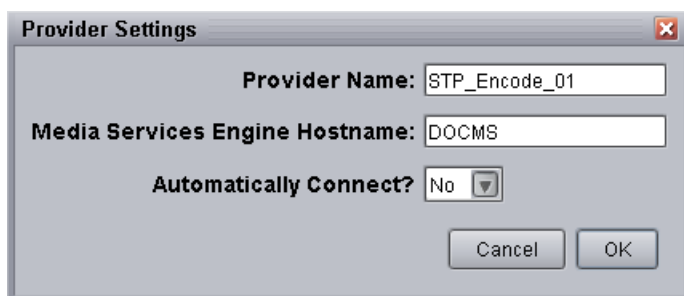 Provider Settings
Provider Name: STP_Encode_01
Media Services Engine Hostname: DOCMS
Automatically Connect? No
Cancel OK